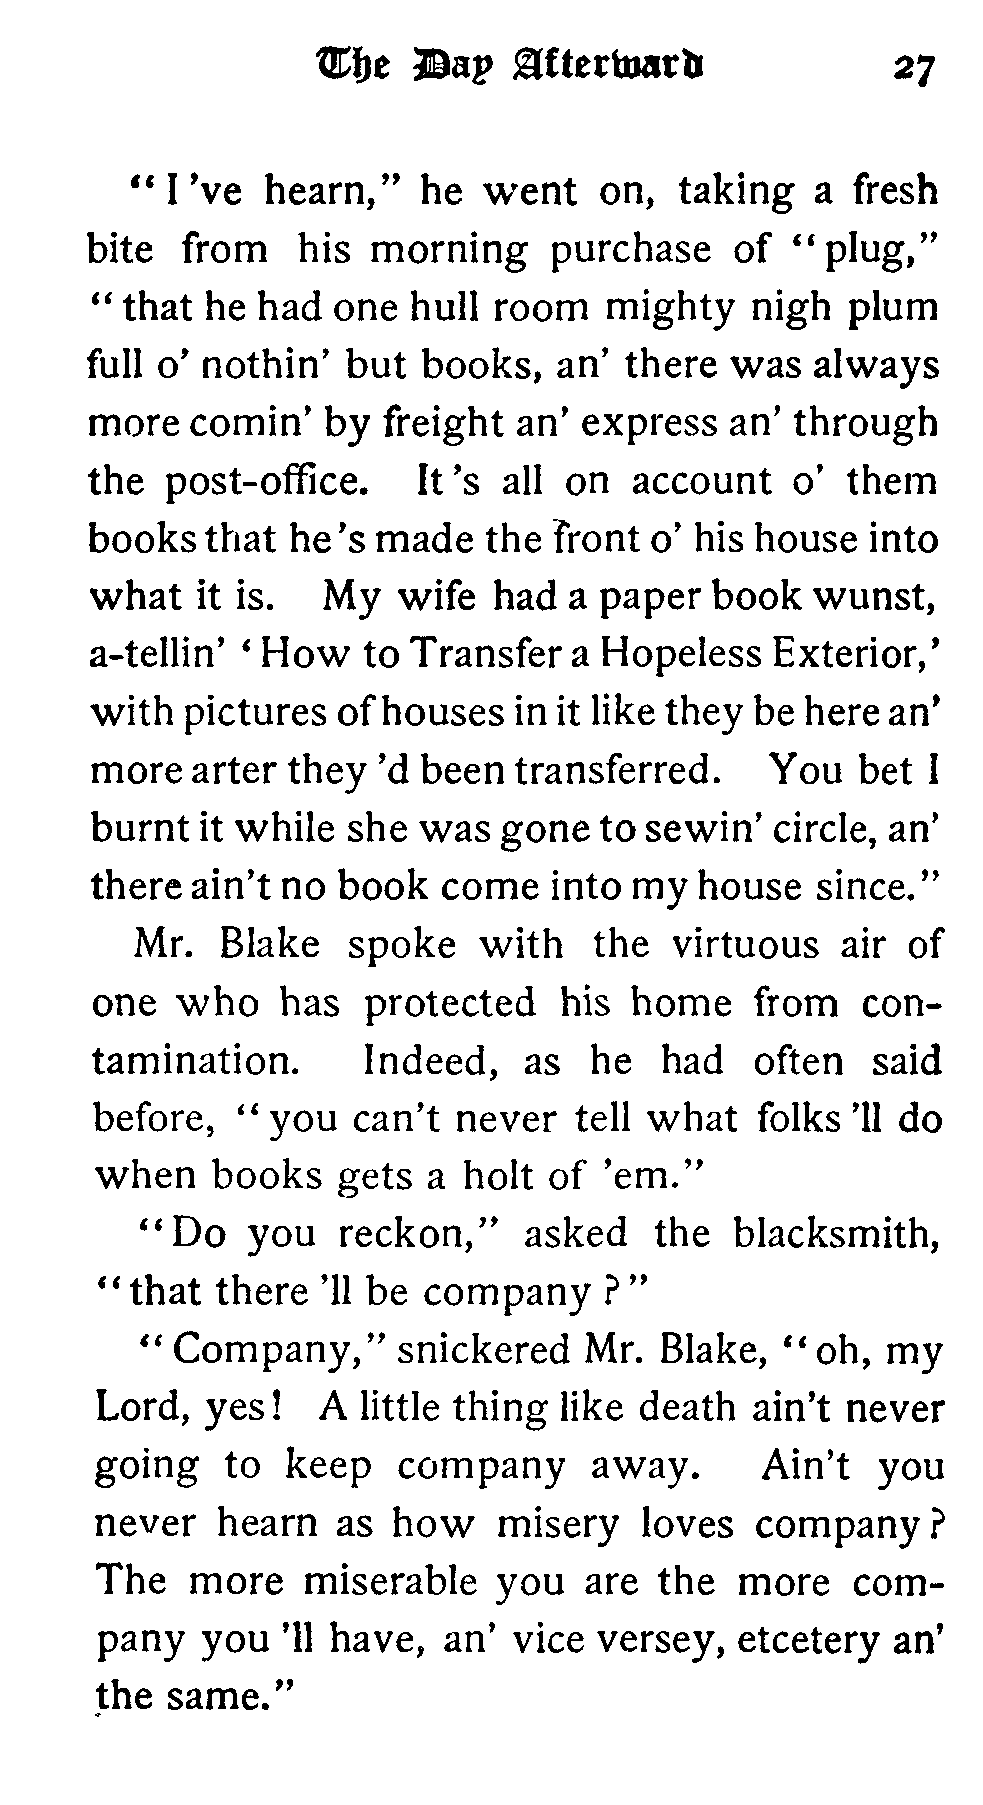 The Day Afterward 27
" I 've hearn," he went on, taking a fresh
bite from his morning purchase of " plug,"
" that he had one hull room mighty nigh plum
full o' nothin' but books, an' there was always
more comin' by freight an' express an' through
the post-office. It 's all on account o' them
books that he 's made the front o' his house into
what it is. My wife had a paper book wunst,
a-tellin' ' How to Transfer a Hopeless Exterior,'
with pictures of houses in it like they be here an'
more arter they 'd been transferred. You bet I
burnt it while she was gone to sewin' circle, an'
there ain't no book come into my house since."
Mr. Blake spoke with the virtuous air of
one who has protected his home from con-
tamination. Indeed, as he had often said
before, " you can't never tell what folks 'll do
when books gets a holt of 'em."
" Do you reckon," asked the blacksmith,
" that there 'll be company ? "
" Company," snickered Mr. Blake, " oh, my
Lord, yes! A little thing like death ain't never
going to keep company away. Ain't you
never hearn as how misery loves company ?
The more miserable you are the more com-
pany you 'll have, an' vice versey, etcetery an'
the same."